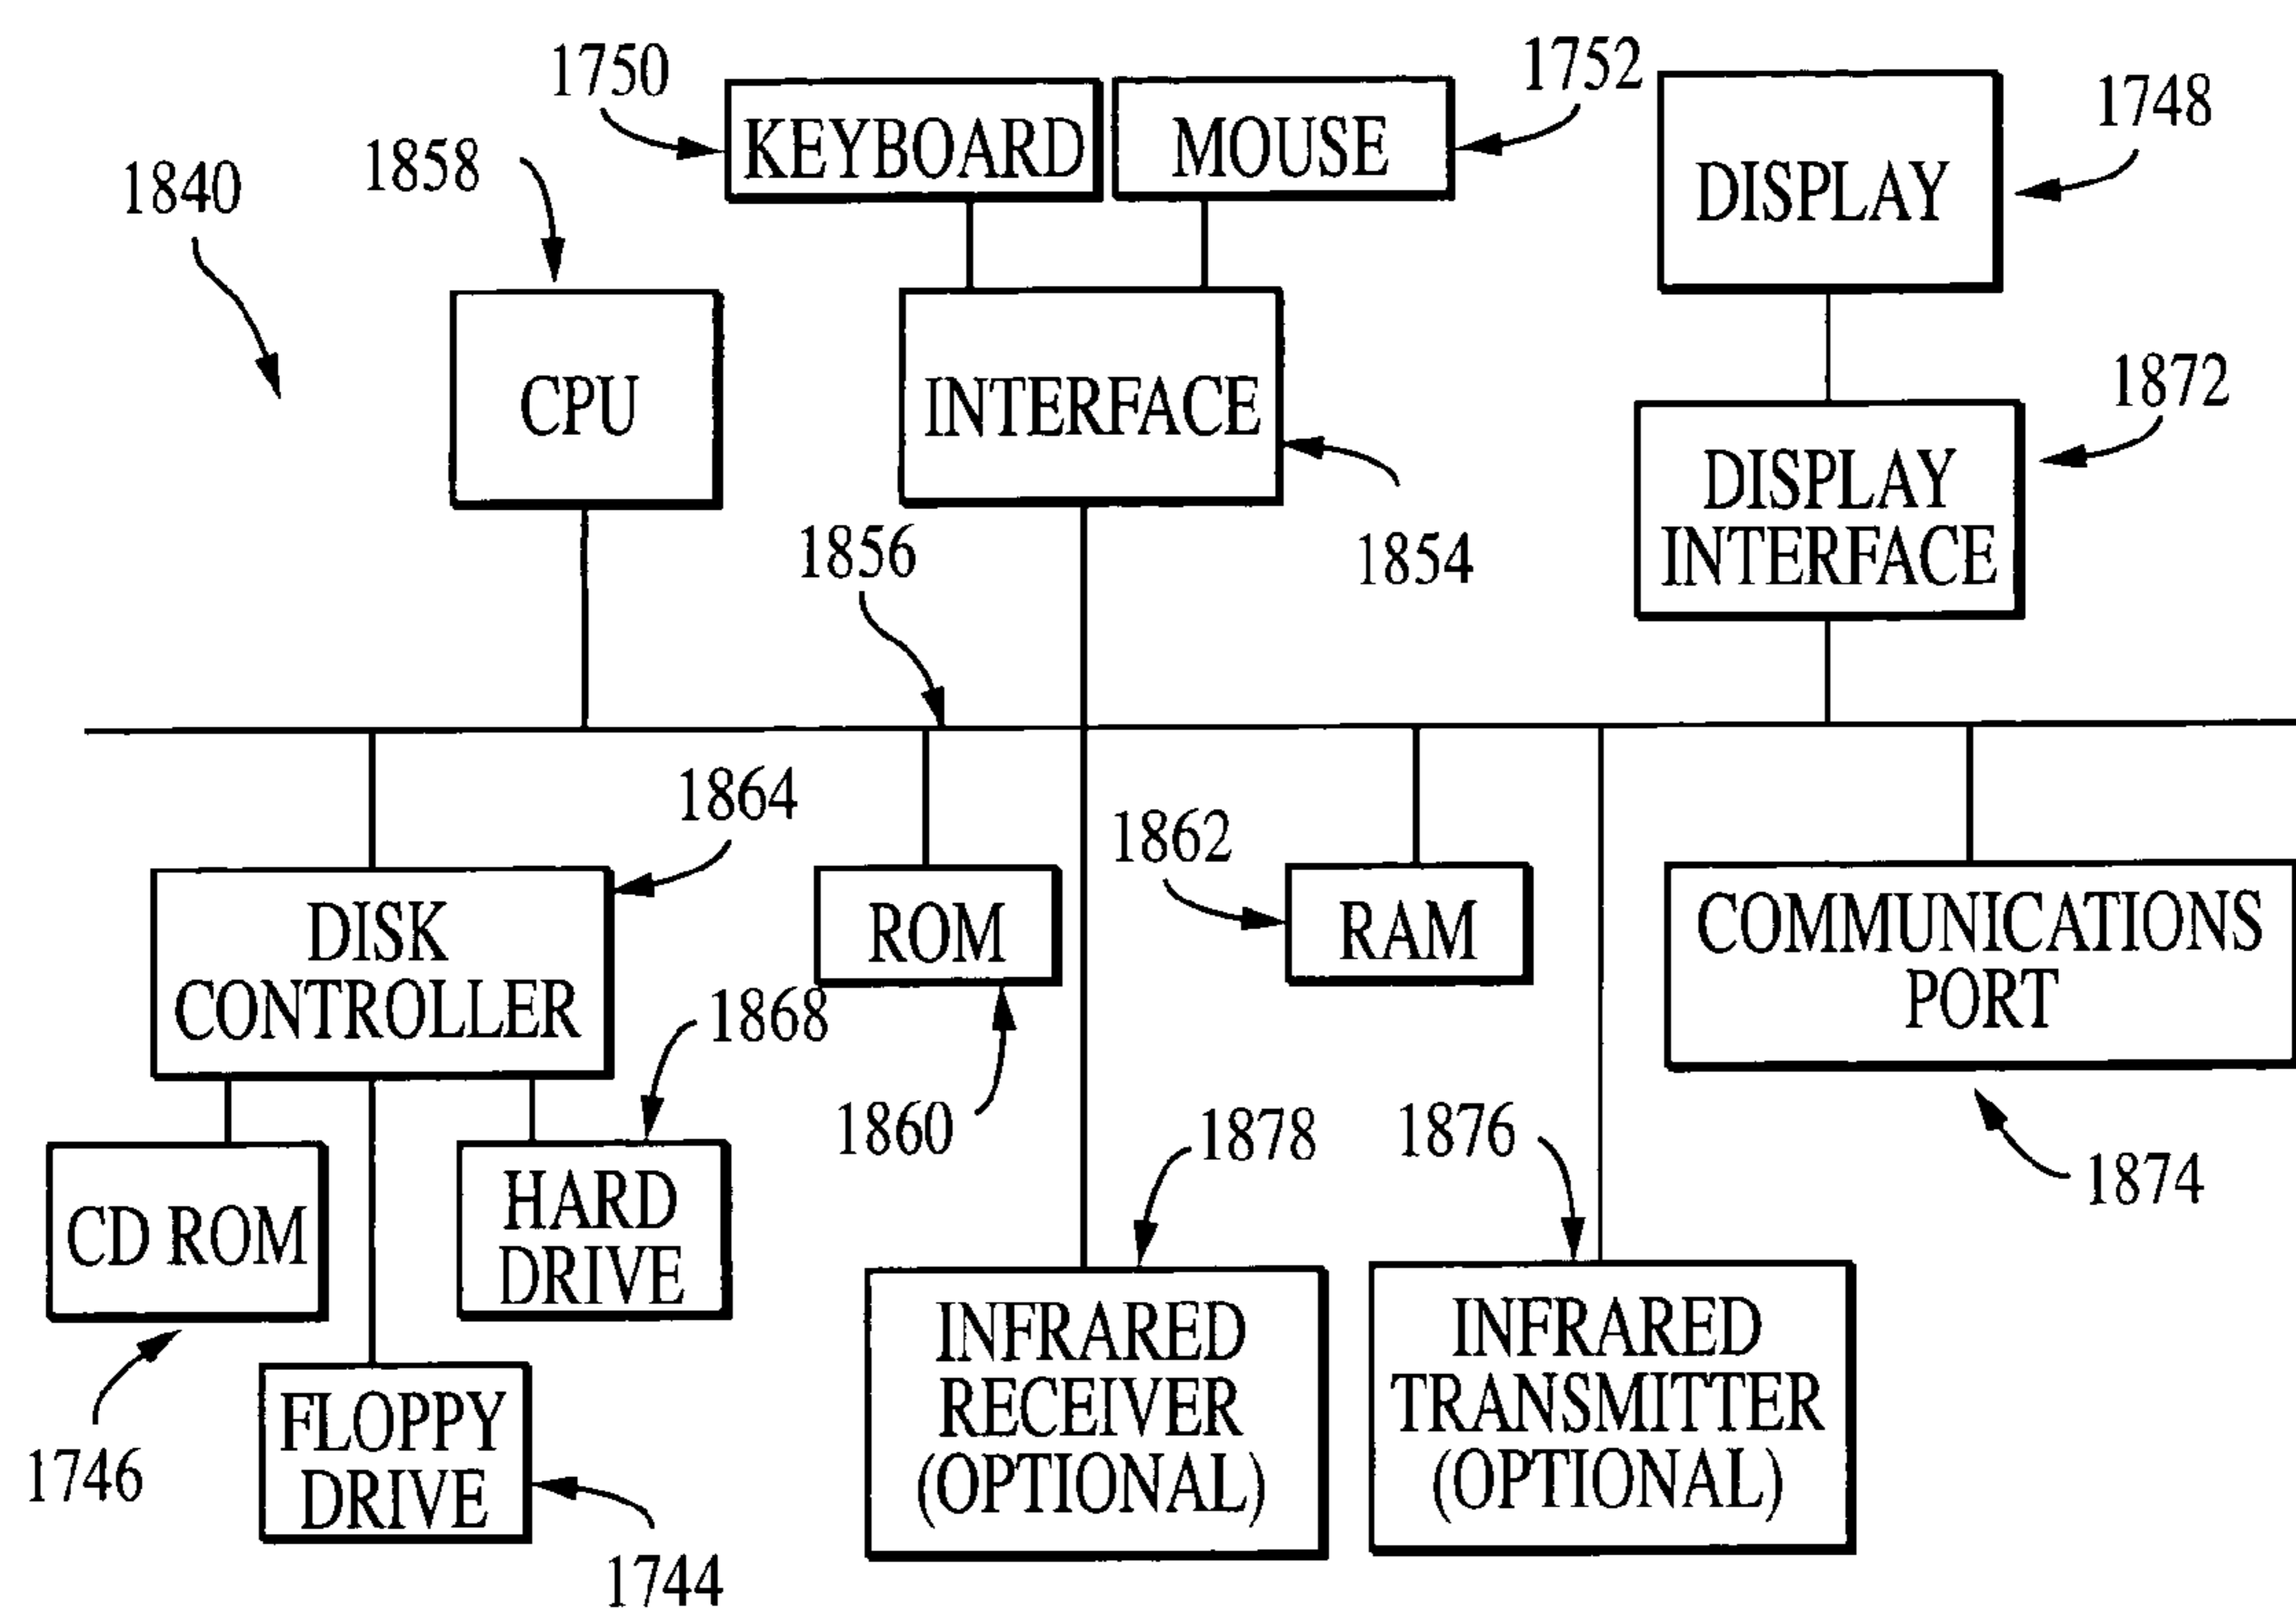 1750
KEYBOARD
MOUSE
1752
DISPLAY
1748
1840
1858
CPU
INTERFACE
1854
DISPLAY
INTERFACE
1872
1856
1864
DISK
CONTROLLER
ROM
1860
1862
RAM
COMMUNICATIONS
PORT
1874
1868
HARD
DRIVE
CD ROM
1746
FLOPPY
DRIVE
1744
1878
INFRARED
RECEIVER
(OPTIONAL)
1876
INFRARED
TRANSMITTER
(OPTIONAL)